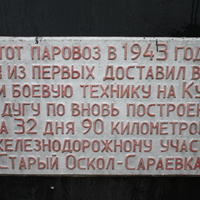 ТОТ ПАРОВОЗ В 1943 ГОД
ИЗ ПЕРВЫХ ДОСТАВИЛ В
И БОЕВУЮ ТЕХНИКУ НА КУ
ДУГУ ПО ВНОВЬ ПОСТРОЕН
А 32 ДНЯ 90 КИЛОМЕТРО
ЖЕЛЕЗНОДОРОЖНОМУ УЧАС
СТАРЫЙ ОСКОЛ-САРАЕВКА